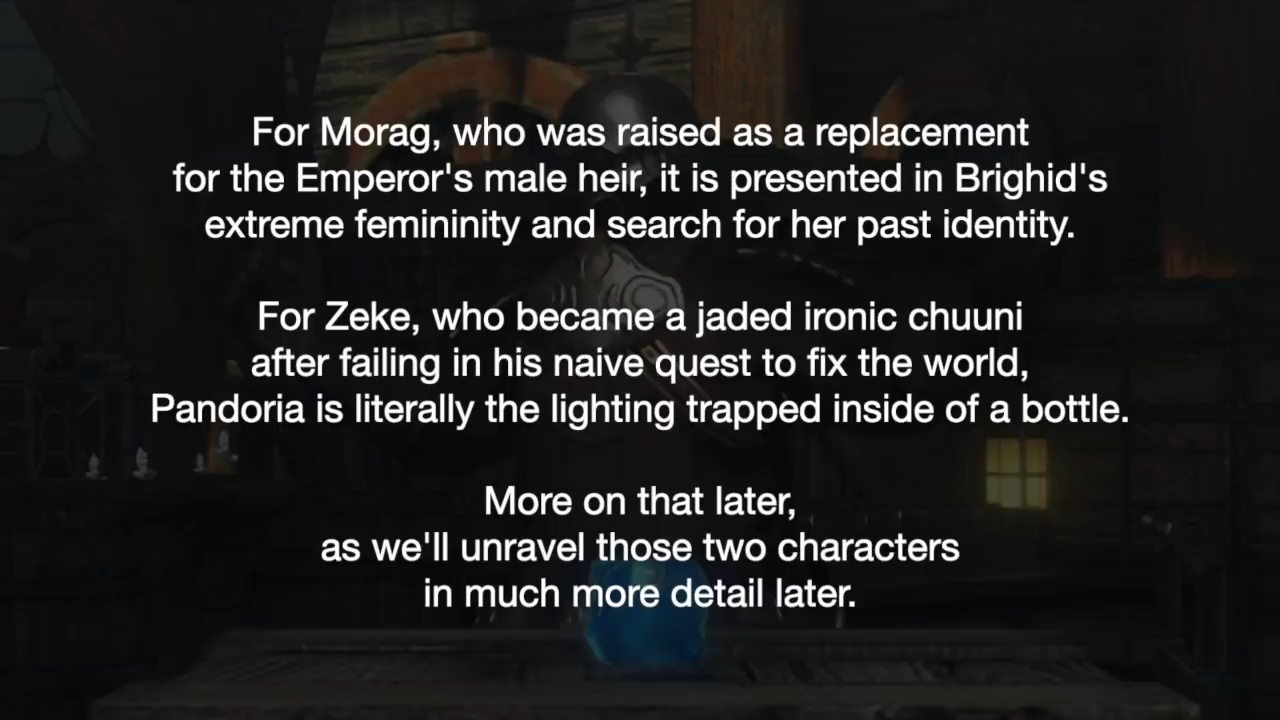 For Morag, who was raised as a replacement
for the Emperor's male heir, it is presented in Brighid's
extreme femininity and search for her past identity.
For Zeke, who became a jaded ironic chuuni
after failing in his naive quest to fix the world,
Pandoria is literally the lighting trapped inside of a bottle.
More on that later,
as we'll unravel those two characters
in much more detail later.